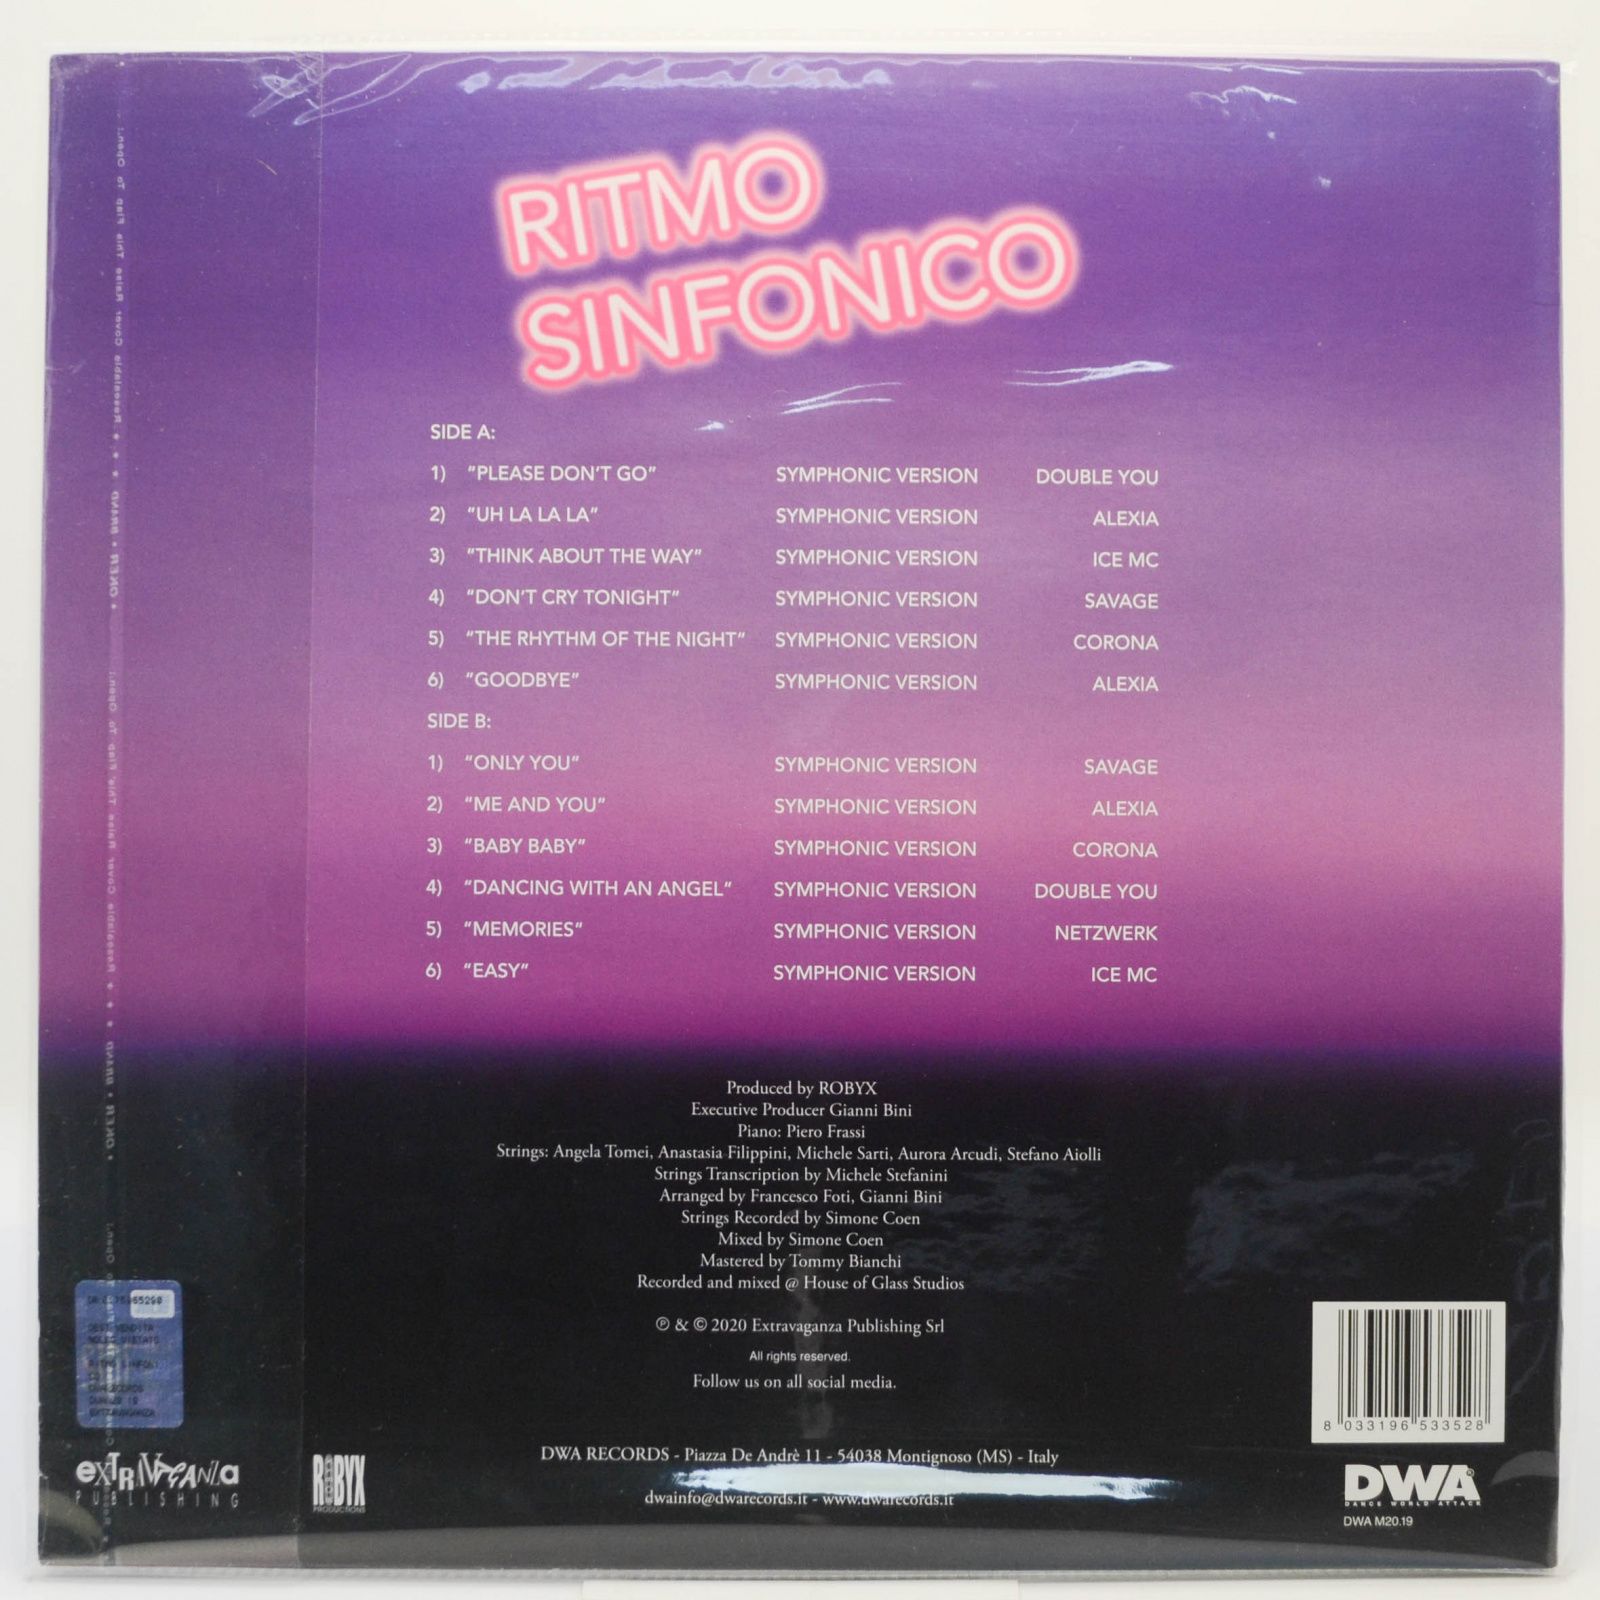 RITMO
SINFONICO
SIDE A:
1) “PLEASE DON’T GO” SYMPHONIC VERSION DOUBLE YOU
2) “UH LA LA LA” SYMPHONIC VERSION ALEXIA
3) “THINK ABOUT THE WAY” SYMPHONIC VERSION ICE MC
4) “DON’T CRY TONIGHT” SYMPHONIC VERSION SAVAGE
5) “THE RHYTHM OF THE NIGHT” SYMPHONIC VERSION CORONA
6) “GOODBYE” SYMPHONIC VERSION ALEXIA
SIDE B:
1) “ONLY YOU” SYMPHONIC VERSION SAVAGE
2) “ME AND YOU” SYMPHONIC VERSION ALEXIA
3) “BABY BABY” SYMPHONIC VERSION CORONA
4) “DANCING WITH AN ANGEL” SYMPHONIC VERSION DOUBLE YOU
5) “MEMORIES” SYMPHONIC VERSION NETZWERK
6) “EASY” SYMPHONIC VERSION ICE MC
Produced by ROBYX
Executive Producer Gianni Bini
Piano: Piero Frassi
Strings: Angela Tomei, Anastasia Filippini, Michele Sarti, Aurora Arcudi, Stefano Aiolli
Strings Transcription by Michele Stefanini
Arranged by Francesco Foti, Gianni Bini
Strings Recorded by Simone Coen
Mixed by Simone Coen
Mastered by Tommy Bianchi
Recorded and mixed @ House of Glass Studios
℗ & © 2020 Extravaganza Publishing Srl
All rights reserved.
Follow us on all social media.
8 033196 533528
EXTRAVAGANZA
PUBLISHING
ROBYX
PRODUCTIONS
DWA RECORDS - Piazza De Andrè 11 - 54038 Montignoso (MS) - Italy
dwainfo@dwarecords.it - www.dwarecords.it
DWA®
DANCE WORLD ATTACK
DWA M20.19